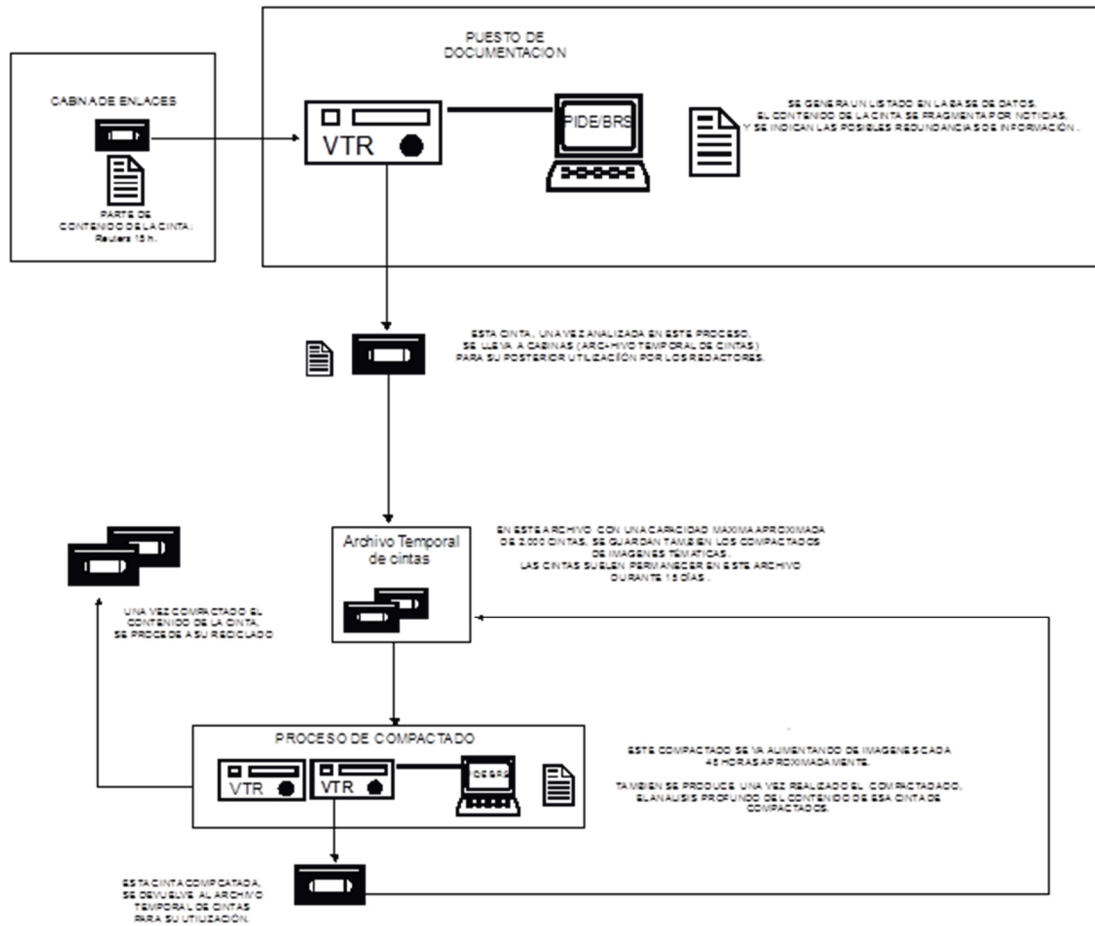 PUESTO DE
DOCUMENTACION
CABINA DE ENLACES
PARTE DE
CONTENIDO DE LA CINTA:
Reuters 15 h.
VTR
PIDE/BRS
SE GENERA UN LISTADO EN LA BASE DE DATOS.
EL CONTENIDO DE LA CINTA SE FRAGMENTA POR NOTICIAS,
Y SE INDICAN LAS POSIBLES REDUNDANCIAS DE INFORMACIÓN.
ESTA CINTA, UNA VEZ ANALIZADA EN ESTE PROCESO,
SE LLEVA A CABINAS (ARCHIVO TEMPORAL DE CINTAS)
PARA SU POSTERIOR UTILIZACIÍÓN POR LOS REDACTORES.
Archivo Temporal
de cintas
EN ESTE ARCHIVO CON UNA CAPACIDAD MAXIMA APROXIMADA
DE 2.000 CINTAS, SE GUARDAN TAMBIEN LOS COMPACTADOS
DE IMAGENES TÉMATICAS.
LAS CINTAS SUELEN PERMANECER EN ESTE ARCHIVO
DURANTE 15 DÍAS.
UNA VEZ COMPACTADO EL
CONTENIDO DE LA CINTA,
SE PROCEDE A SU RECICLADO
PROCESO DE COMPACTADO
VTR
VTR
PIDE/BRS
ESTE COMPACTADO SE VA ALIMENTANDO DE IMAGENES CADA
48 HORAS APROXIMADAMENTE.
TAMBIEN SE PRODUCE UNA VEZ REALIZADO EL COMPACTADADO,
EL ANALISIS PROFUNDO DEL CONTENIDO DE ESA CINTA DE
COMPACTADOS.
ESTA CINTA COMPCATADA,
SE DEVUELVE AL ARCHIVO
TEMPORAL DE CINTAS
PARA SU UTILIZACIÓN.